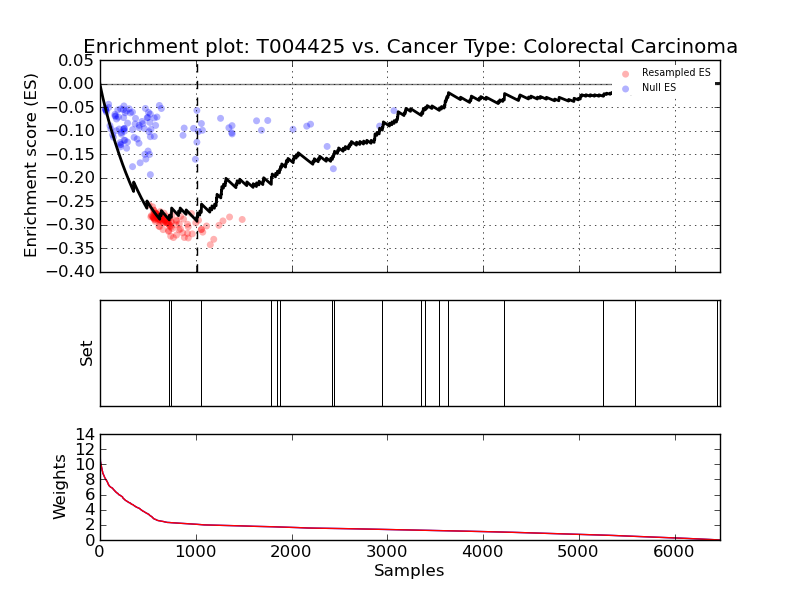 Enrichment plot: T004425 vs. Cancer Type: Colorectal Carcinoma
Enrichment score (ES)
0.05
0.00
−0.05
−0.10
−0.15
−0.20
−0.25
−0.30
−0.35
−0.40
Resampled ES
Null ES
Set
Weights
14
12
10
8
6
4
2
0
0 1000 2000 3000 4000 5000 6000
Samples